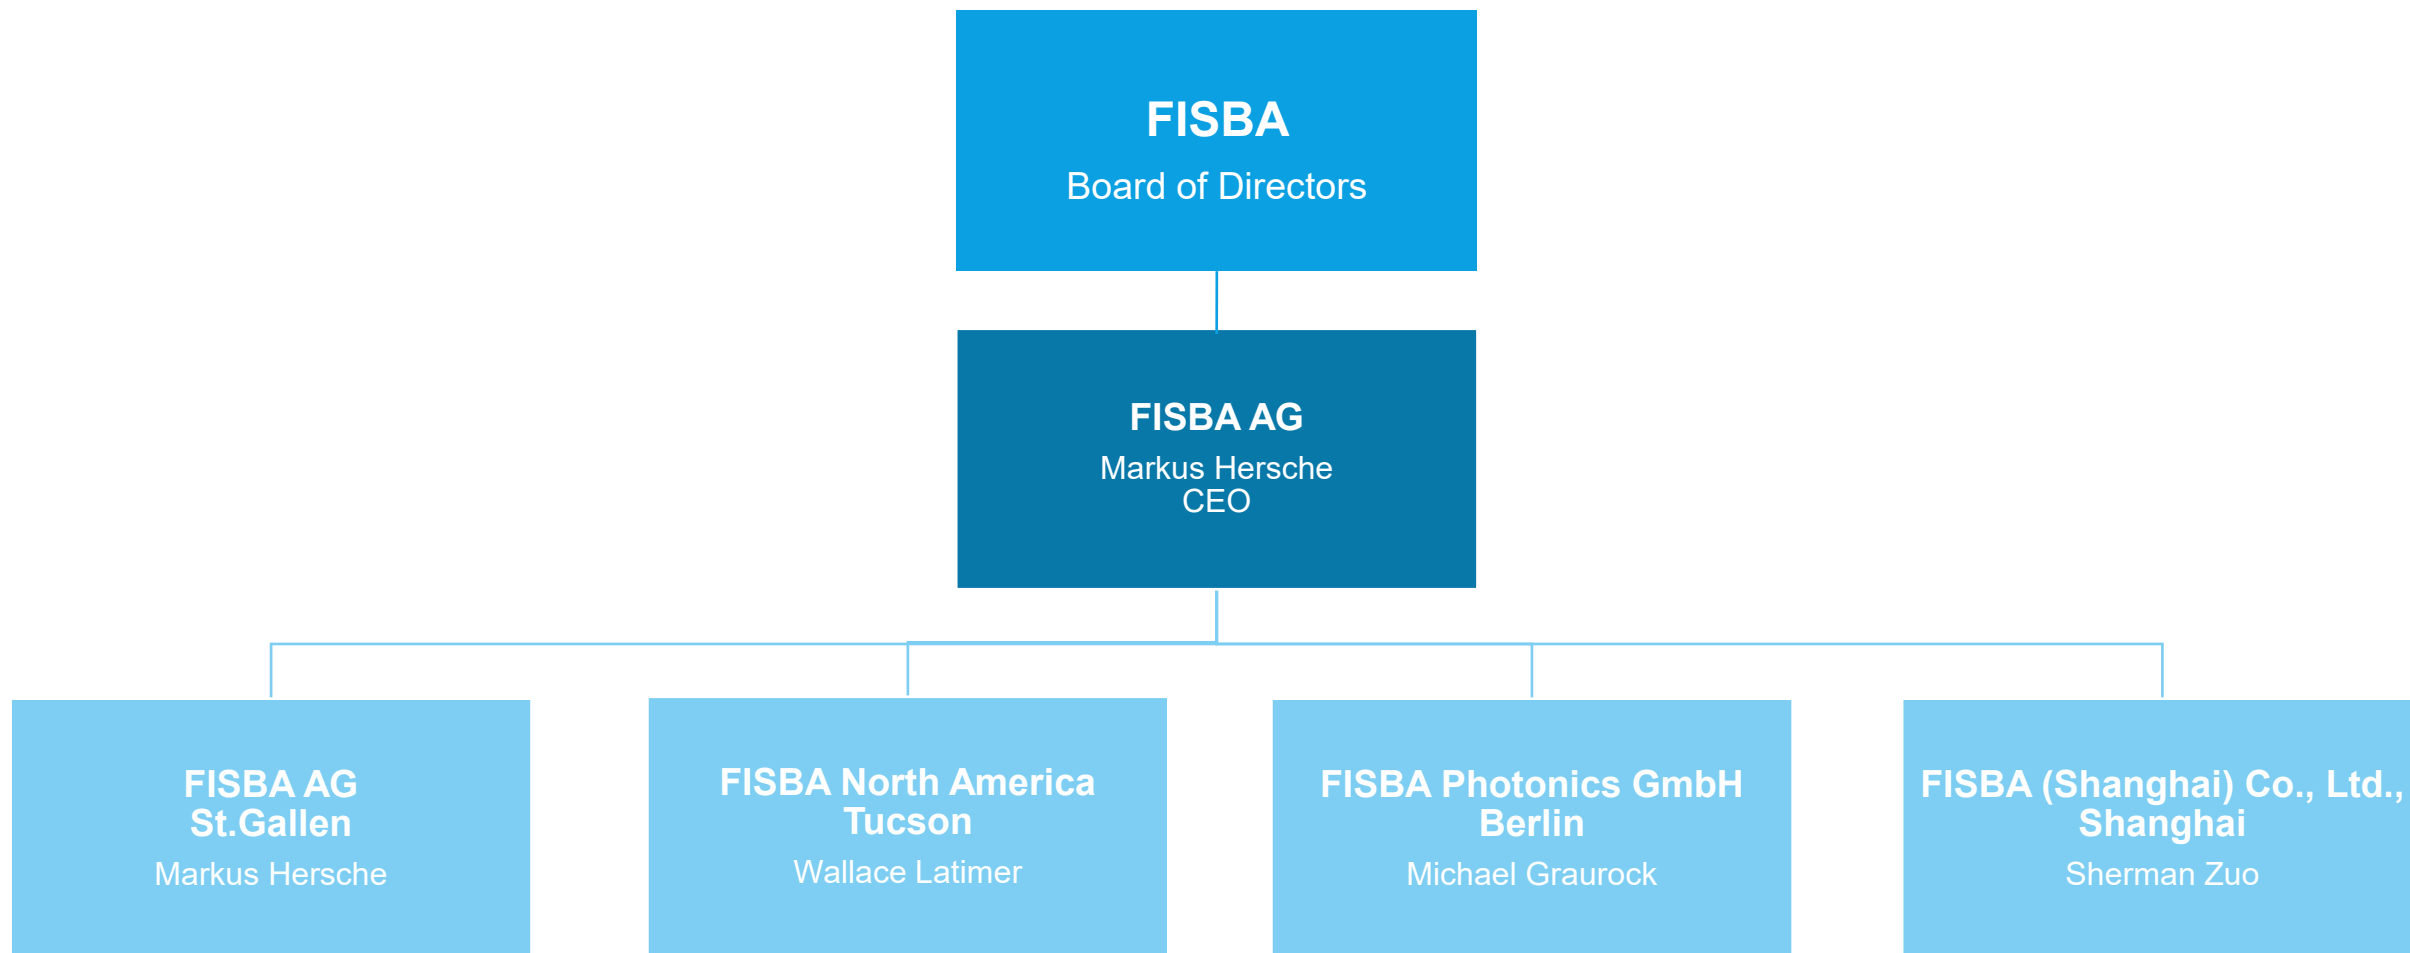 FISBA
Board of Directors
FISBA AG
Markus Hersche
CEO
FISBA AG
St.Gallen
Markus Hersche
FISBA North America
Tucson
Wallace Latimer
FISBA Photonics GmbH
Berlin
Michael Graurock
FISBA (Shanghai) Co., Ltd.,
Shanghai
Sherman Zuo